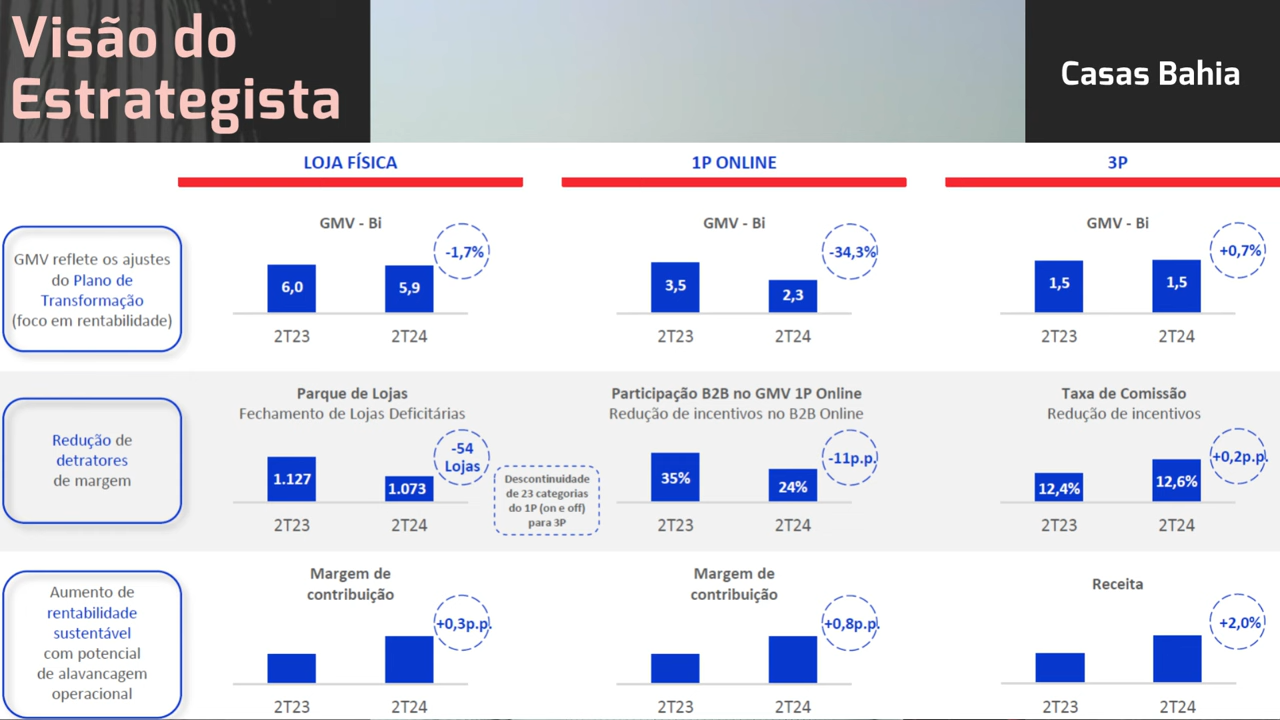 Visão do
Estrategista
Casas Bahia
LOJA FÍSICA
1P ONLINE
3P
GMV reflete os ajustes
do Plano de
Transformação
(foco em rentabilidade)
GMV - Bi
-1,7%
6,0
5,9
2T23
2T24
GMV - Bi
-34,3%
3,5
2,3
2T23
2T24
GMV - Bi
+0,7%
1,5
1,5
2T23
2T24
Redução de
detratores
de margem
Parque de Lojas
Fechamento de Lojas Deficitárias
-54
Lojas
1.127
1.073
2T23
2T24
Descontinuidade
de 23 categorias
do 1P (on e off)
para 3P
Participação B2B no GMV 1P Online
Redução de incentivos no B2B Online
-11p.p.
35%
24%
2T23
2T24
Taxa de Comissão
Redução de incentivos
+0,2p.p.
12,4%
12,6%
2T23
2T24
Aumento de
rentabilidade
sustentável
com potencial
de alavancagem
operacional
Margem de
contribuição
+0,3p.p.
2T23
2T24
Margem de
contribuição
+0,8p.p.
2T23
2T24
Receita
+2,0%
2T23
2T24